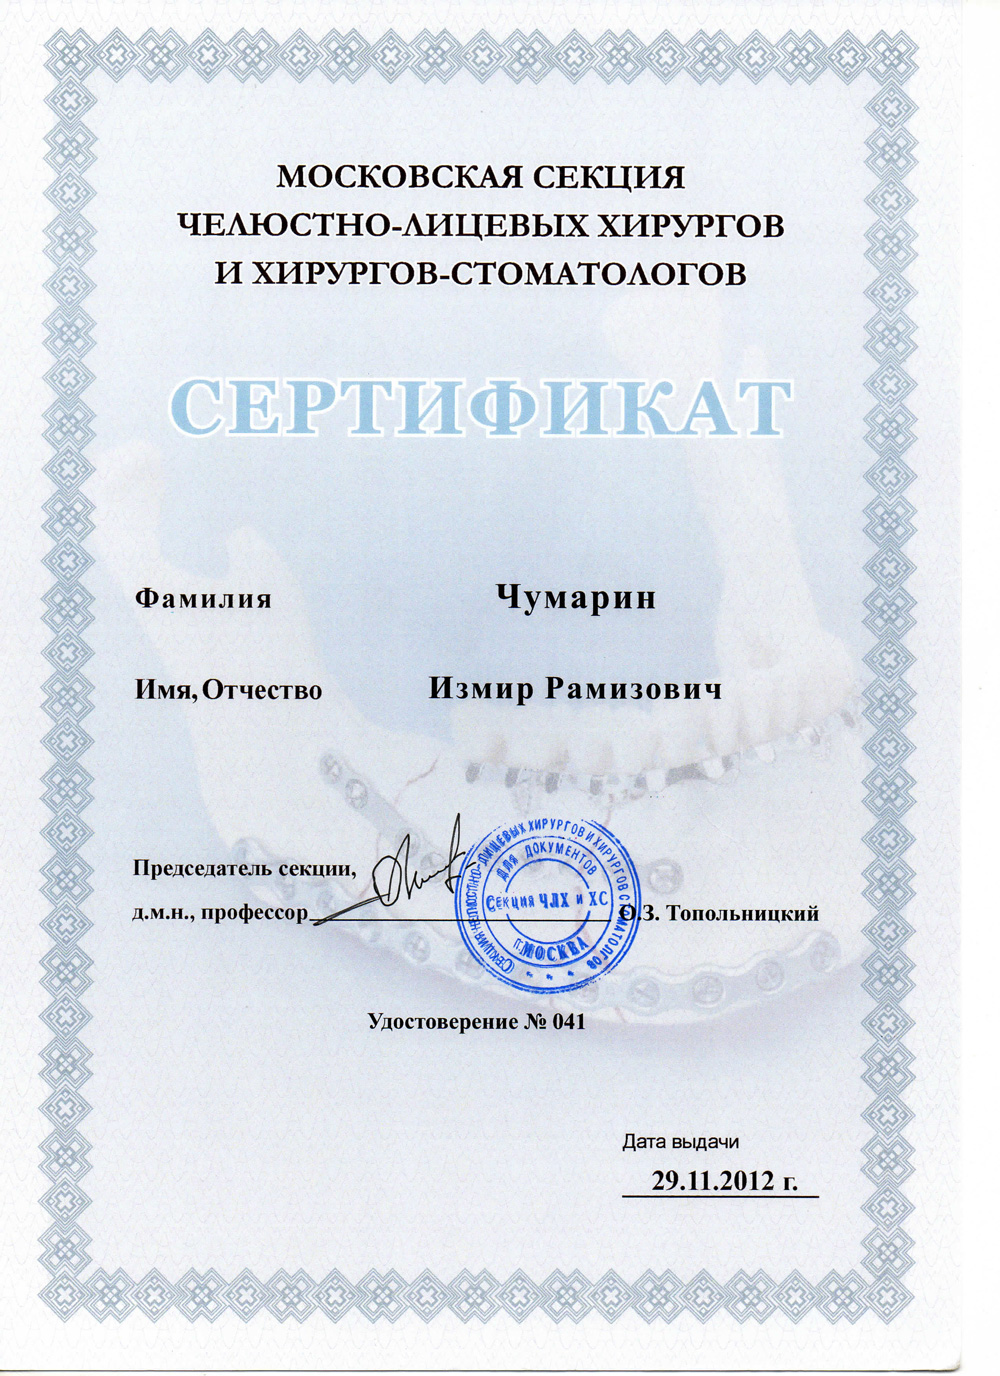 МОСКОВСКАЯ СЕКЦИЯ
ЧЕЛЮСТНО-ЛИЦЕВЫХ ХИРУРГОВ
И ХИРУРГОВ-СТОМАТОЛОГОВ
СЕРТИФИКАТ
Фамилия Чумарин
Имя, Отчество Измир Рамизович
Председатель секции,
д.м.н., профессор О.З. Топольницкий
СЕКЦИЯ ЧЕЛЮСТНО-ЛИЦЕВЫХ ХИРУРГОВ И ХИРУРГОВ СТОМАТОЛОГОВ
ДЛЯ ДОКУМЕНТОВ
СЕКЦИЯ ЧЛХ и ХС
г. МОСКВА
Удостоверение № 041
Дата выдачи
29.11.2012 г.